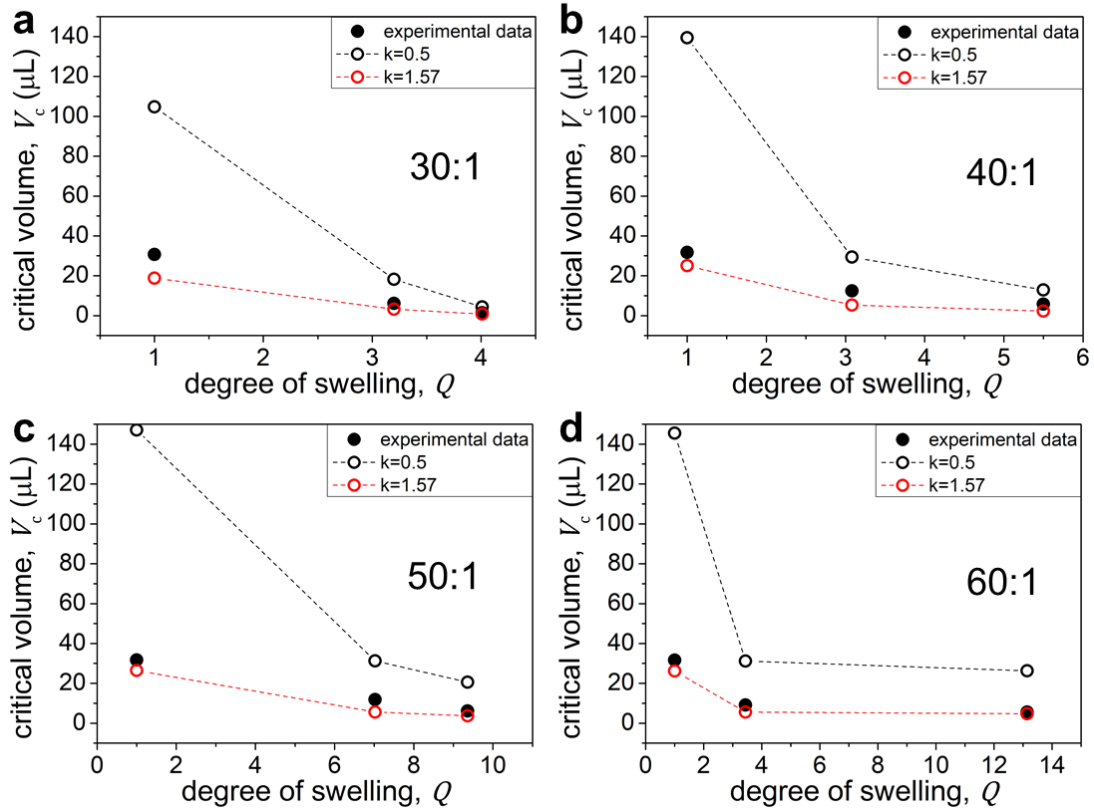 a
experimental data
k=0.5
k=1.57
30:1
140
120
100
80
60
40
20
0
critical volume, Vc (μL)
1
2
3
4
degree of swelling, Q
b
experimental data
k=0.5
k=1.57
40:1
140
120
100
80
60
40
20
0
critical volume, Vc (μL)
0
1
2
3
4
5
6
degree of swelling, Q
c
experimental data
k=0.5
k=1.57
50:1
140
120
100
80
60
40
20
0
critical volume, Vc (μL)
0
2
4
6
8
10
degree of swelling, Q
d
experimental data
k=0.5
k=1.57
60:1
140
120
100
80
60
40
20
0
critical volume, Vc (μL)
0
2
4
6
8
10
12
14
degree of swelling, Q